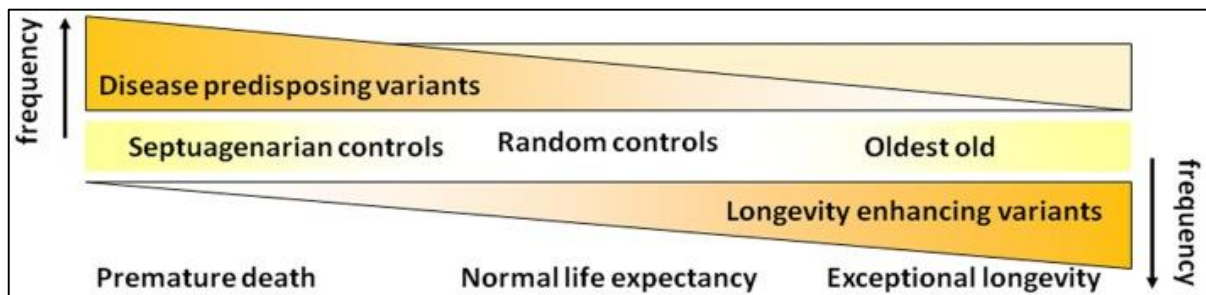 frequency
Disease predisposing variants
Septuagenarian controls Random controls Oldest old
frequency
Longevity enhancing variants
Premature death Normal life expectancy Exceptional longevity